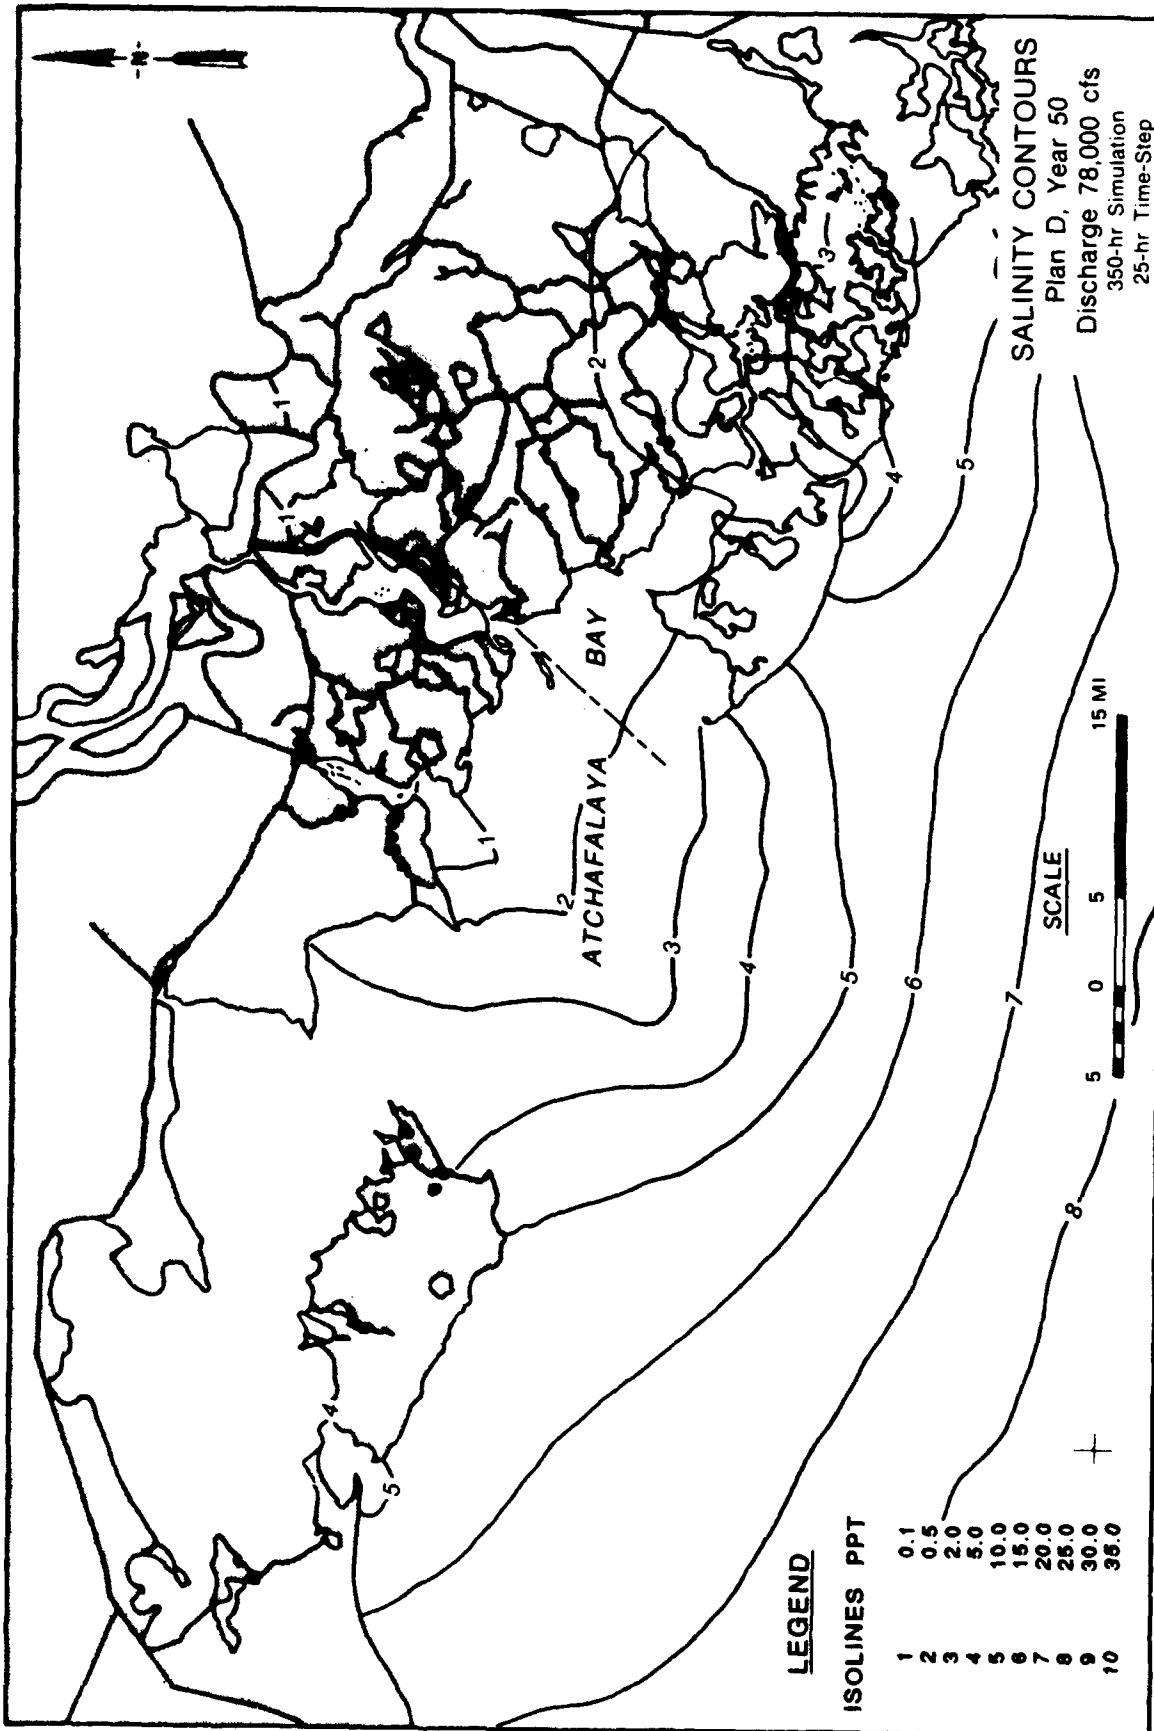 -N-
1
1
2
3
1
2
BAY
ATCHAFALAYA
2
3
4
5
6
7
8
4
5
4
5
SALINITY CONTOURS
Plan D, Year 50
Discharge 78,000 cfs
350-hr Simulation
25-hr Time-Step
SCALE
5 0 5 15 MI
LEGEND
ISOLINES PPT
1 0.1
2 0.5
3 2.0
4 5.0
5 10.0
6 15.0
7 20.0
8 25.0
9 30.0
10 35.0